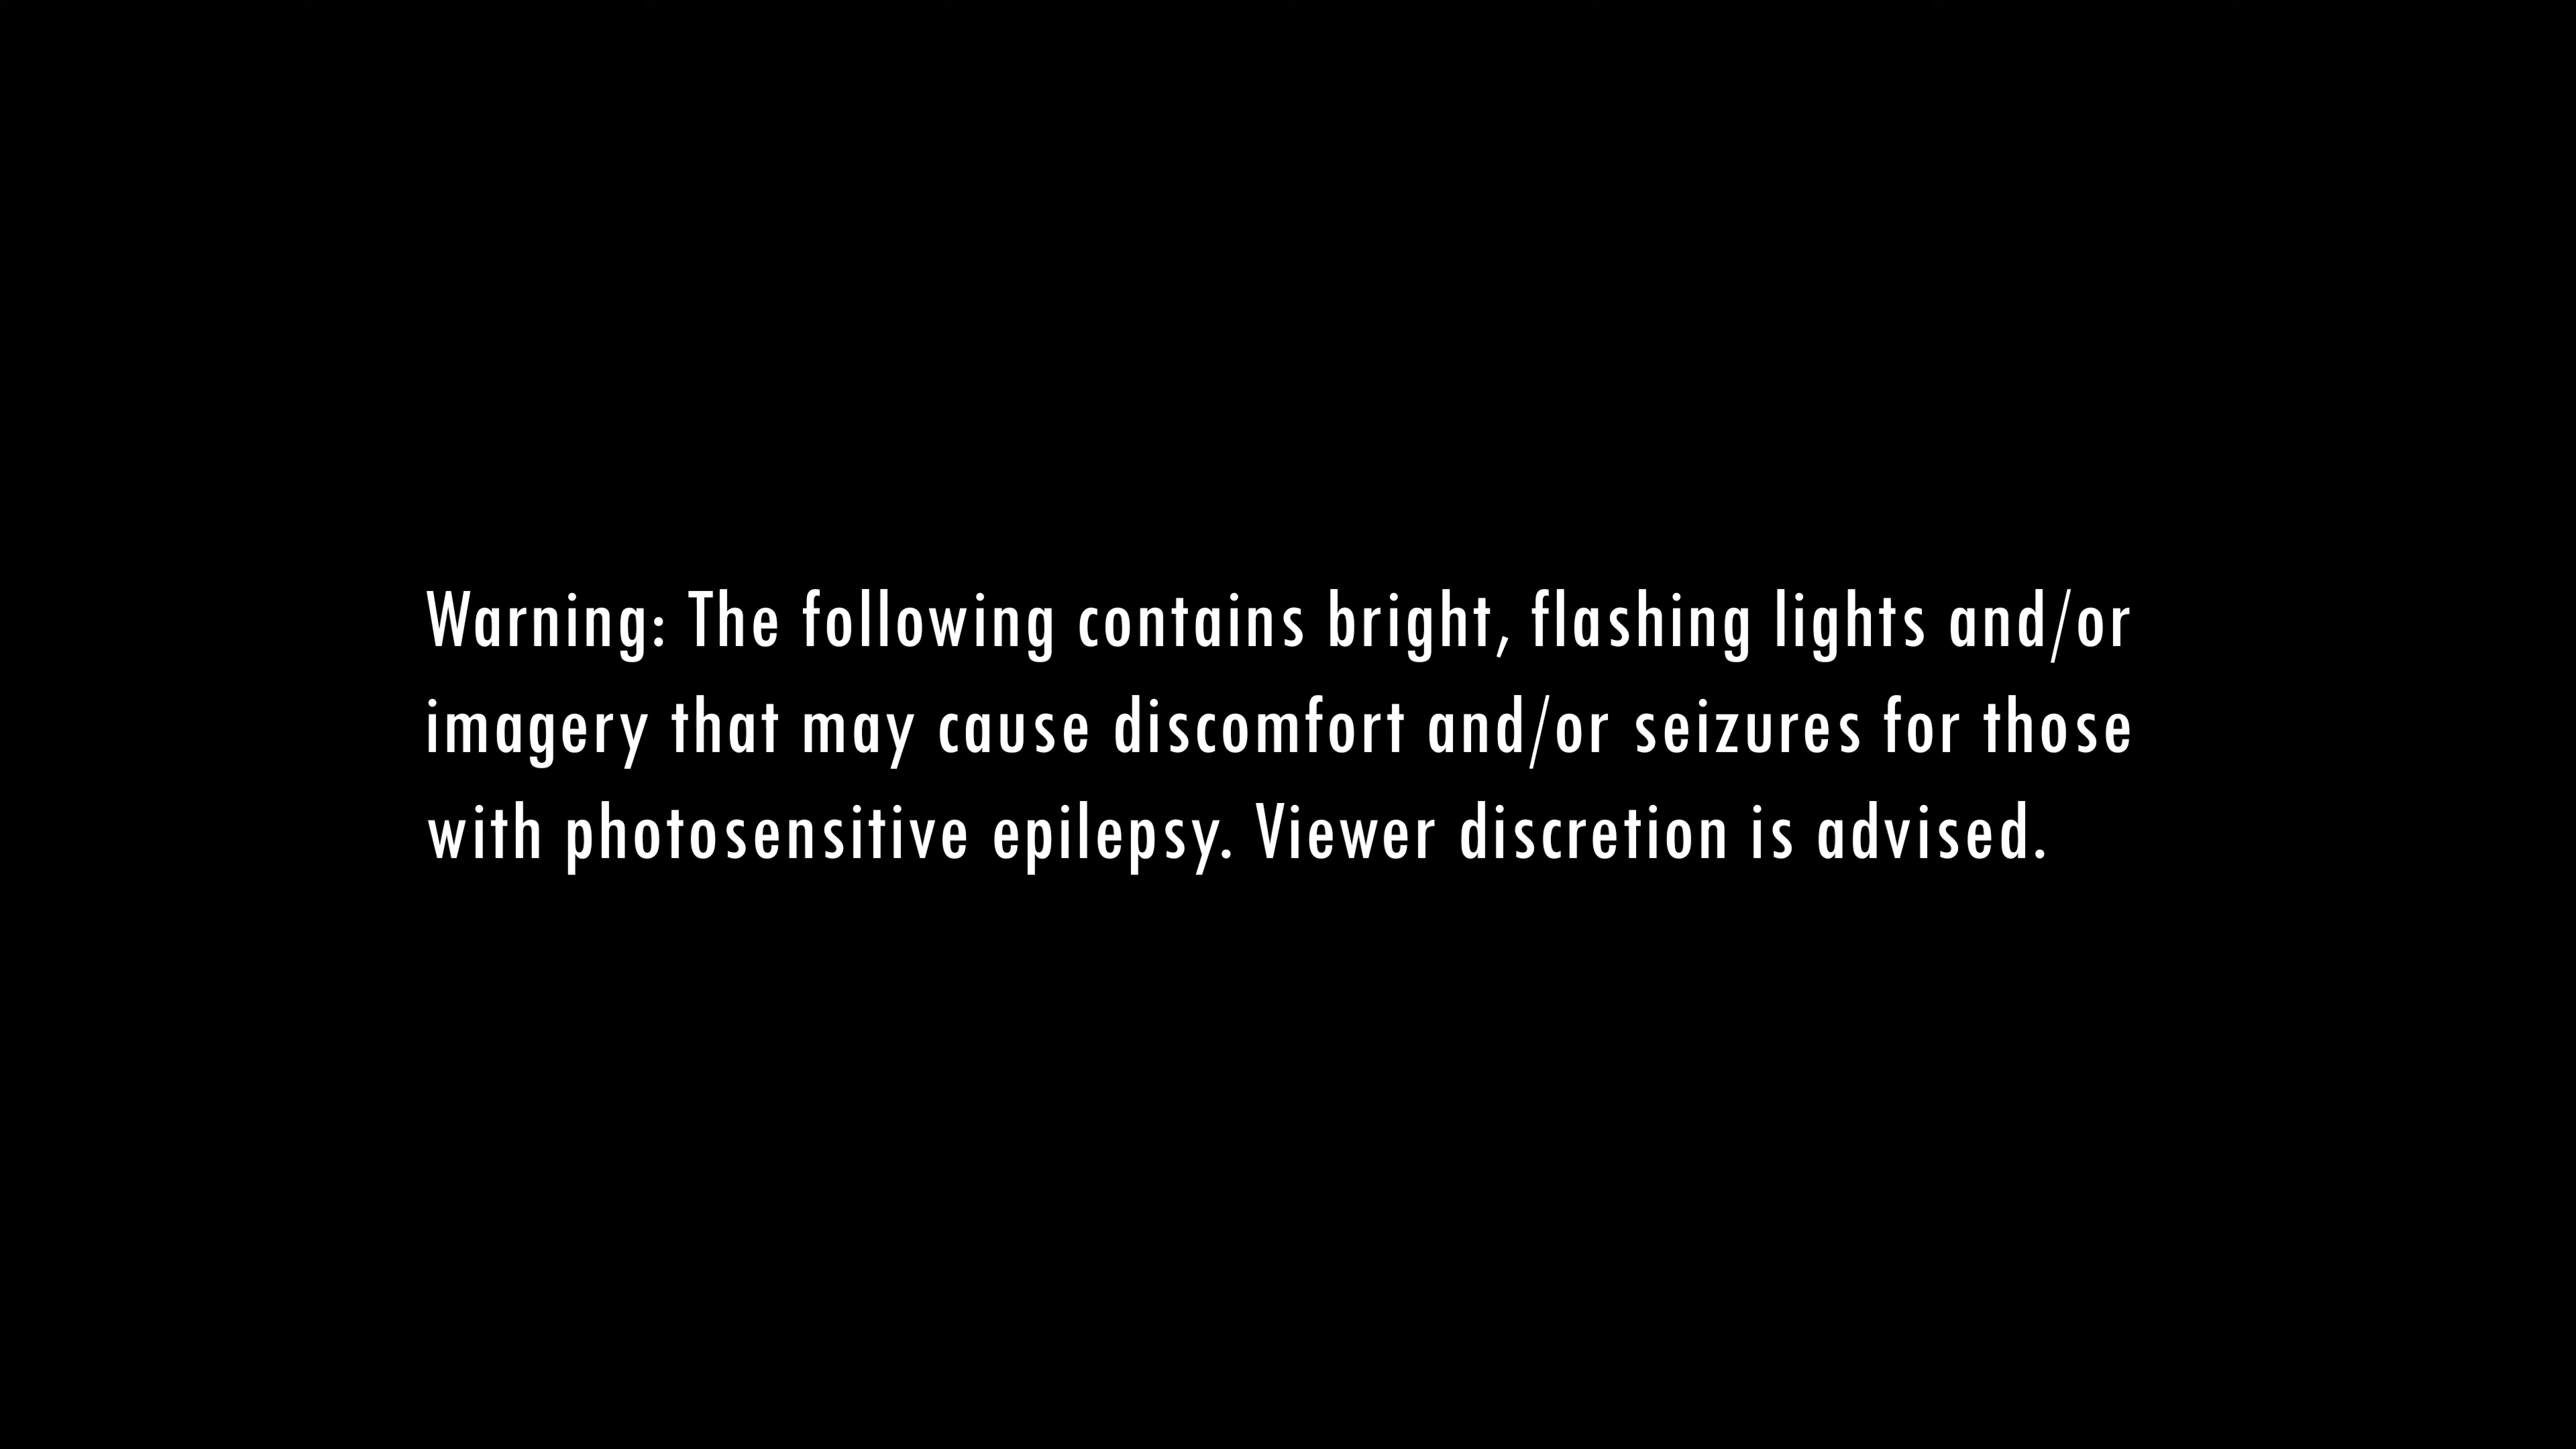 Warning: The following contains bright, flashing lights and/or
imagery that may cause discomfort and/or seizures for those
with photosensitive epilepsy. Viewer discretion is advised.